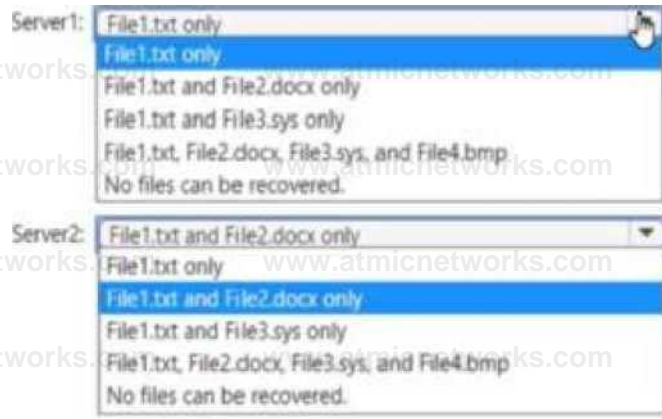 Server1: File1.txt only
File1.txt only
File1.txt and File2.docx only
File1.txt and File3.sys only
File1.txt, File2.docx, File3.sys, and File4.bmp
No files can be recovered.
Server2: File1.txt and File2.docx only
File1.txt only
File1.txt and File2.docx only
File1.txt and File3.sys only
File1.txt, File2.docx, File3.sys, and File4.bmp
No files can be recovered.